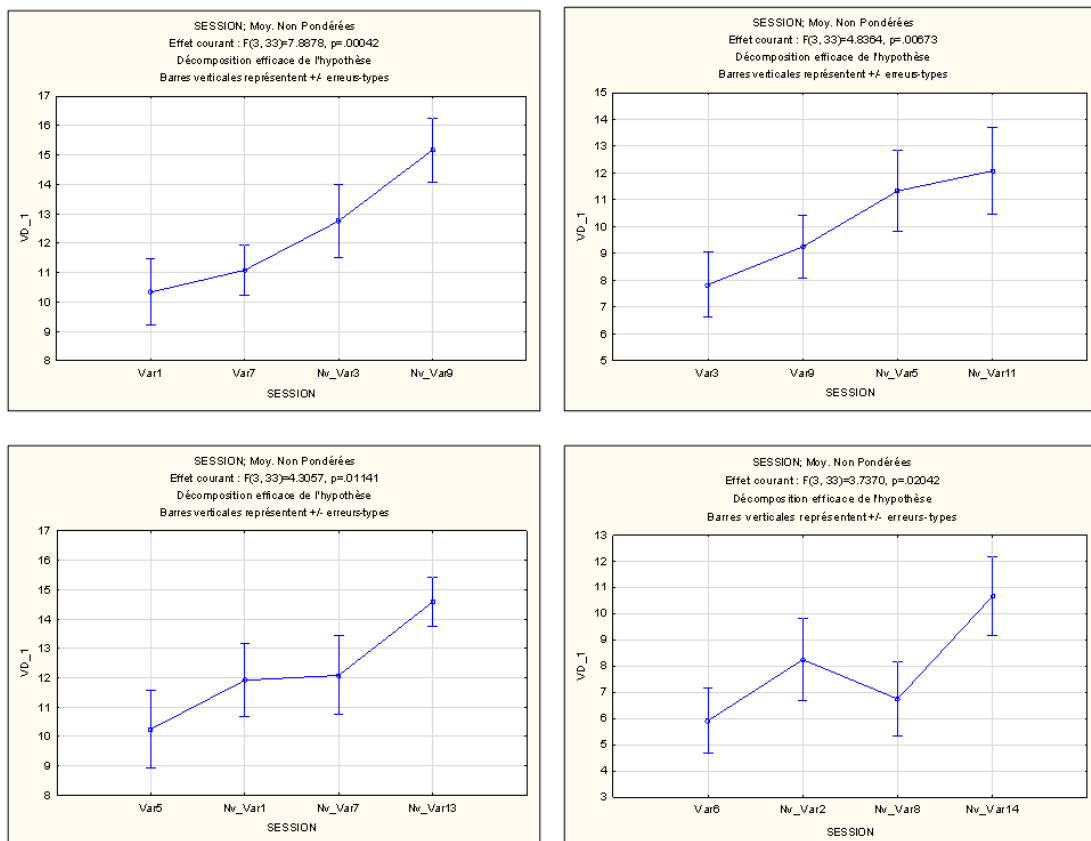 SESSION; Moy. Non Pondérées
Effet courant : F(3, 33)=7.8878, p=.00042
Décomposition efficace de l'hypothèse
Barres verticales représentent +/- erreurs-types
17
16
15
14
13
12
11
10
9
8
VD_1
Var1 Var7 Nv_Var3 Nv_Var9
SESSION
SESSION; Moy. Non Pondérées
Effet courant : F(3, 33)=4.8364, p=.00673
Décomposition efficace de l'hypothèse
Barres verticales représentent +/- erreurs-types
15
14
13
12
11
10
9
8
7
6
5
VD_1
Var3 Var9 Nv_Var5 Nv_Var11
SESSION
SESSION; Moy. Non Pondérées
Effet courant : F(3, 33)=4.3057, p=.01141
Décomposition efficace de l'hypothèse
Barres verticales représentent +/- erreurs-types
17
16
15
14
13
12
11
10
9
8
VD_1
Var5 Nv_Var1 Nv_Var7 Nv_Var13
SESSION
SESSION; Moy. Non Pondérées
Effet courant : F(3, 33)=3.7370, p=.02042
Décomposition efficace de l'hypothèse
Barres verticales représentent +/- erreurs-types
13
12
11
10
9
8
7
6
5
4
3
VD_1
Var6 Nv_Var2 Nv_Var8 Nv_Var14
SESSION